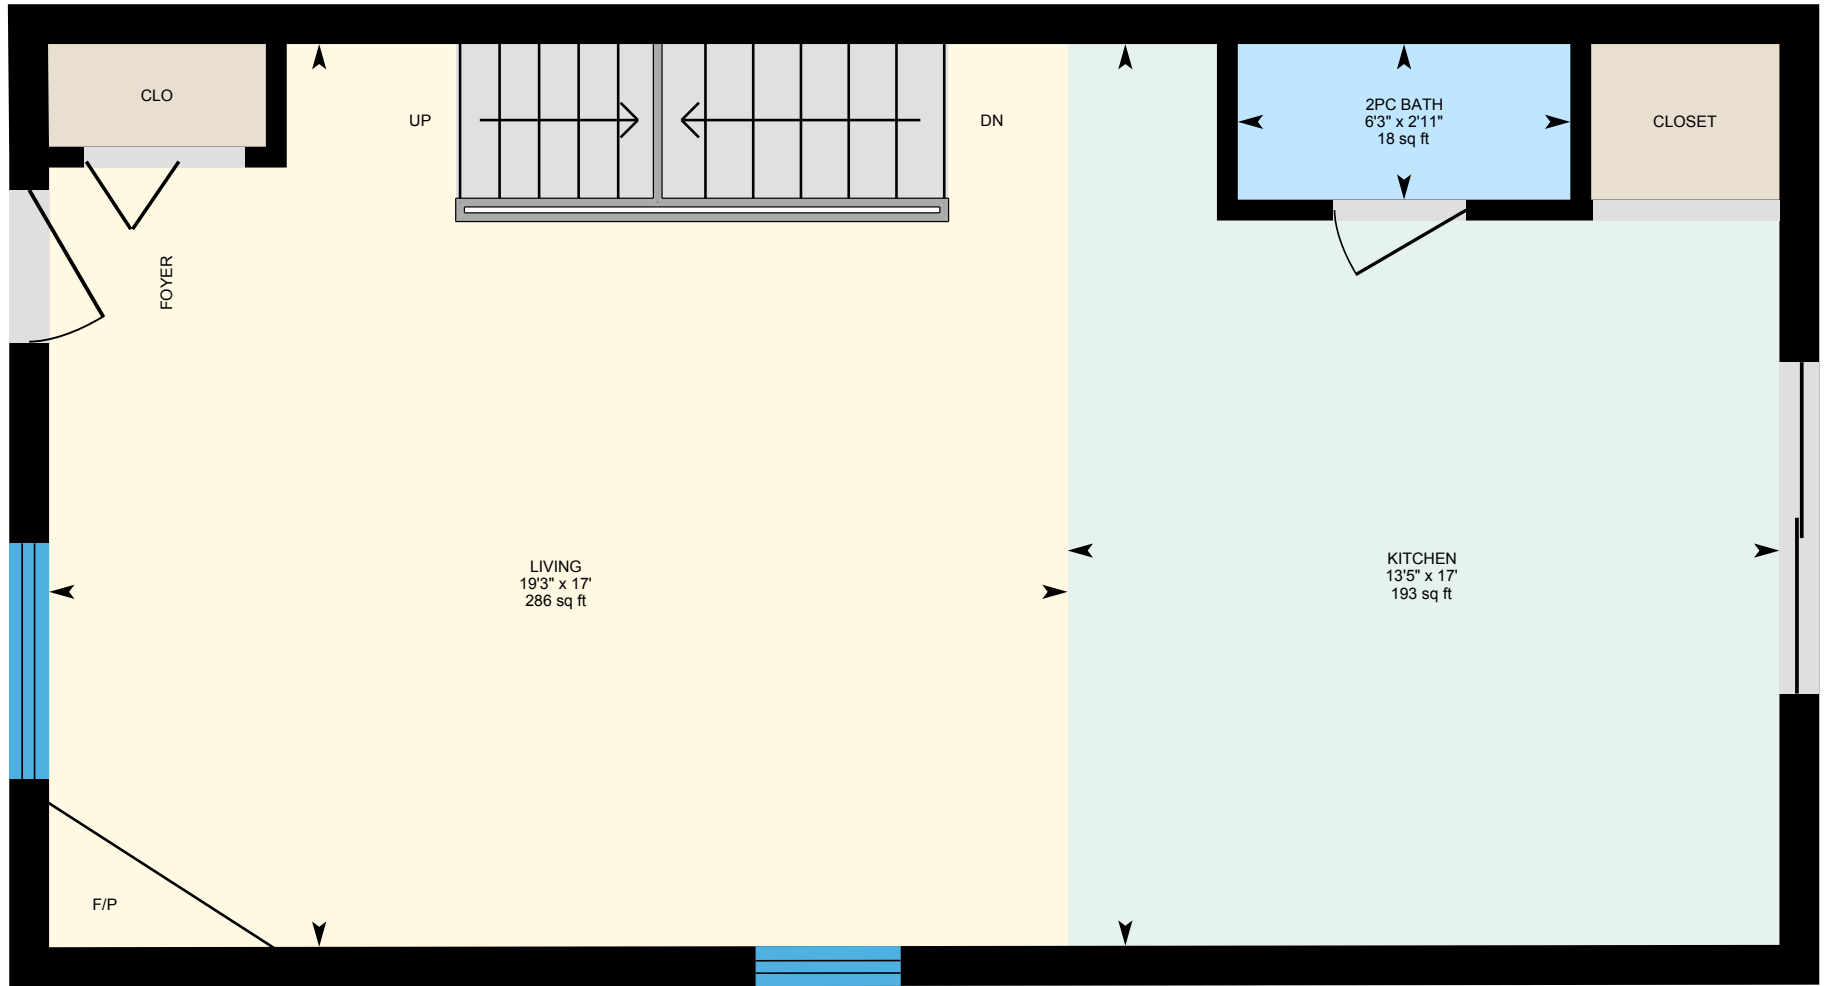 CLO
UP
DN
2PC BATH
6'3" x 2'11"
18 sq ft
CLOSET
FOYER
LIVING
19'3" x 17'
286 sq ft
KITCHEN
13'5" x 17'
193 sq ft
F/P